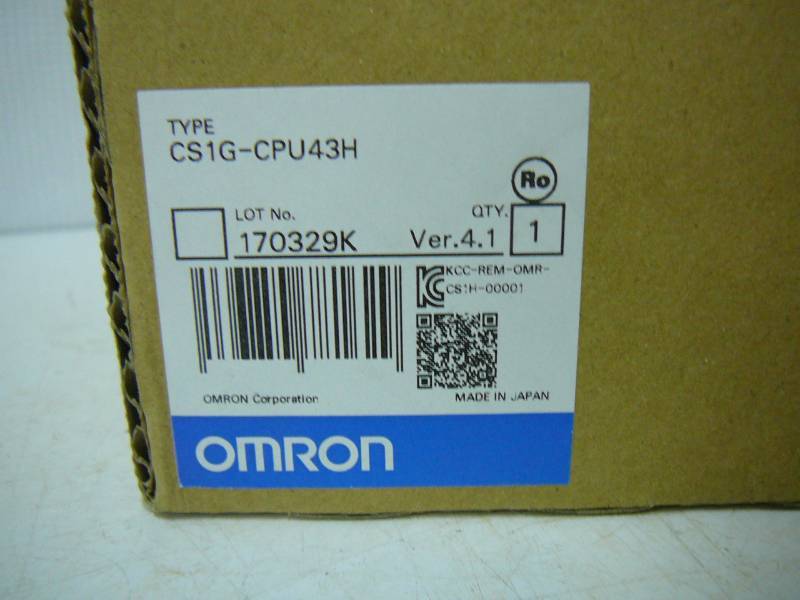 TYPE
CS1G-CPU43H
Ro
LOT No.
QTY.
170329K Ver.4.1 1
KCC-REM-OMR-
CS1H-00001
OMRON Corporation
MADE IN JAPAN
OMRON